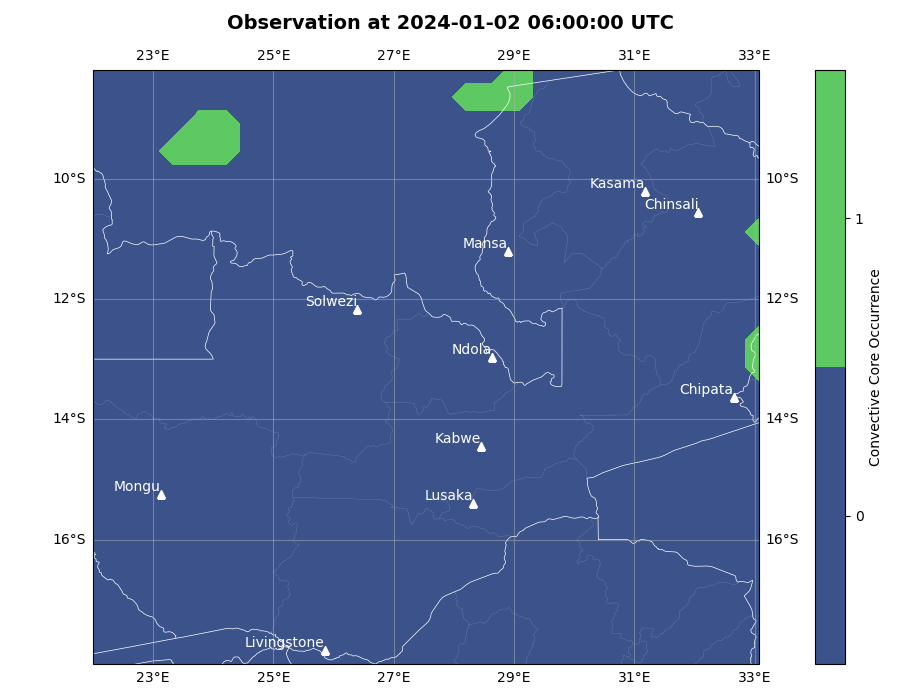 Observation at 2024-01-02 06:00:00 UTC
23°E 25°E 27°E 29°E 31°E 33°E
10°S 10°S
Kasama
Chinsali
Mansa
12°S 12°S
Solwezi
Ndola
Chipata
14°S 14°S
Kabwe
Mongu
Lusaka
16°S 16°S
Livingstone
23°E 25°E 27°E 29°E 31°E 33°E
1
0
Convective Core Occurrence